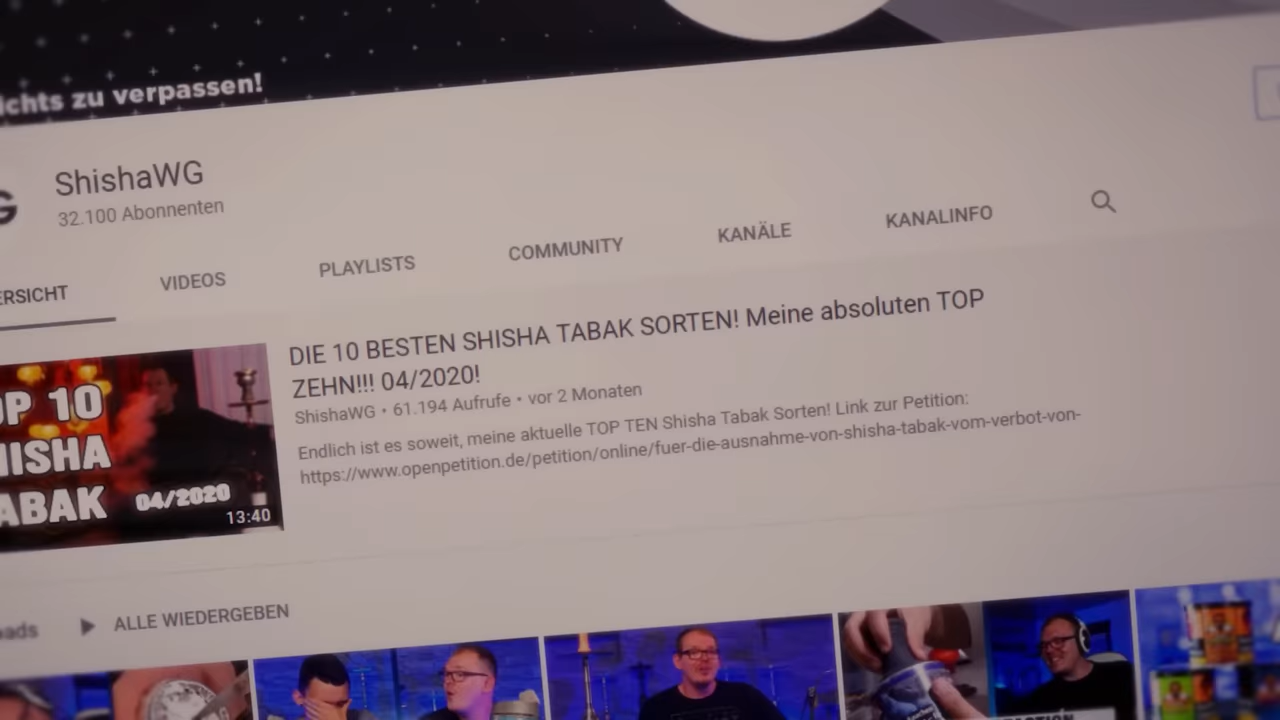 ichts zu verpassen!
G
ShishaWG
32.100 Abonnenten
ERSICHT
VIDEOS
PLAYLISTS
COMMUNITY
KANÄLE
KANALINFO
OP 10
HISHA
ABAK
04/2020
13:40
DIE 10 BESTEN SHISHA TABAK SORTEN! Meine absoluten TOP
ZEHN!!! 04/2020!
ShishaWG • 61.194 Aufrufe • vor 2 Monaten
Endlich ist es soweit, meine aktuelle TOP TEN Shisha Tabak Sorten! Link zur Petition:
https://www.openpetition.de/petition/online/fuer-die-ausnahme-von-shisha-tabak-vom-verbot-von-
oads
ALLE WIEDERGEBEN